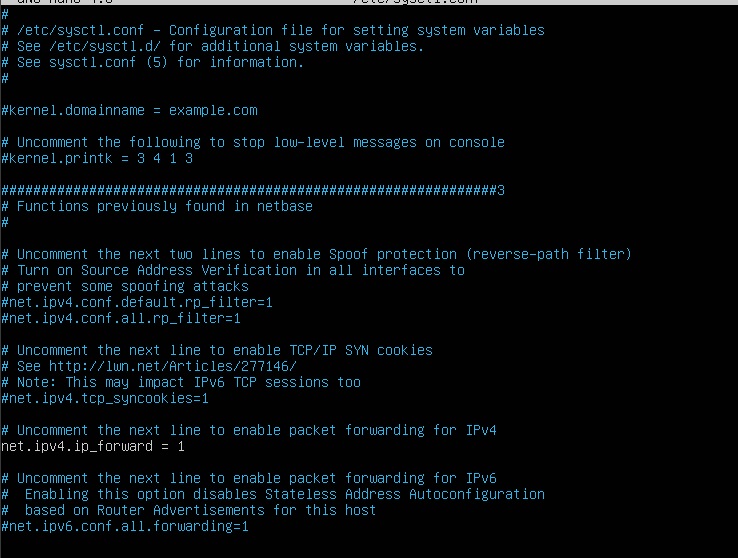 #
# /etc/sysctl.conf - Configuration file for setting system variables
# See /etc/sysctl.d/ for additional system variables.
# See sysctl.conf (5) for information.
#
#kernel.domainname = example.com
# Uncomment the following to stop low-level messages on console
#kernel.printk = 3 4 1 3
##############################################################3
# Functions previously found in netbase
#
# Uncomment the next two lines to enable Spoof protection (reverse-path filter)
# Turn on Source Address Verification in all interfaces to
# prevent some spoofing attacks
#net.ipv4.conf.default.rp_filter=1
#net.ipv4.conf.all.rp_filter=1
# Uncomment the next line to enable TCP/IP SYN cookies
# See http://lwn.net/Articles/277146/
# Note: This may impact IPv6 TCP sessions too
#net.ipv4.tcp_syncookies=1
# Uncomment the next line to enable packet forwarding for IPv4
net.ipv4.ip_forward = 1
# Uncomment the next line to enable packet forwarding for IPv6
#  Enabling this option disables Stateless Address Autoconfiguration
#  based on Router Advertisements for this host
#net.ipv6.conf.all.forwarding=1